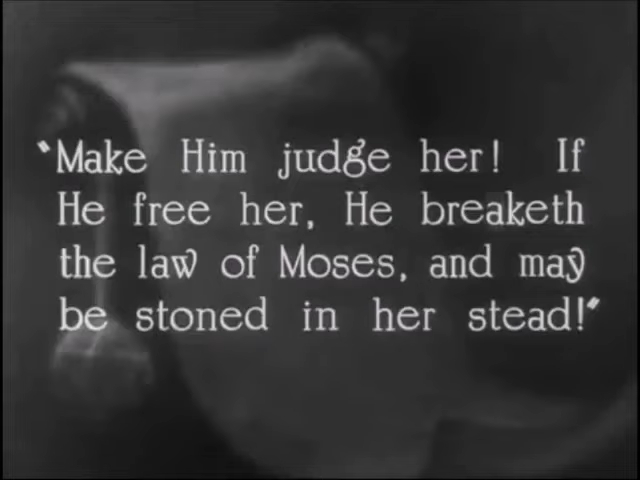 "Make Him judge her! If
He free her, He breaketh
the law of Moses, and may
be stoned in her stead!"